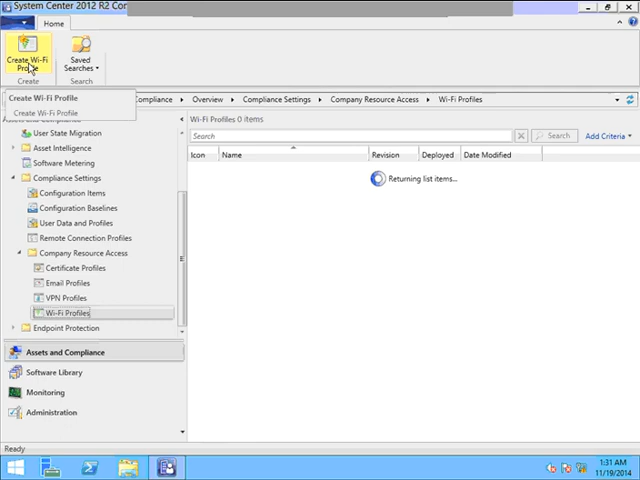 System Center 2012 R2 Con
Home
Create Wi-Fi
Profile
Saved
Searches
Create
Search
Create Wi-Fi Profile
Create Wi-Fi Profile
Compliance
Overview
Compliance Settings
Company Resource Access
Wi-Fi Profiles
Assets and Compliance
User State Migration
Asset Intelligence
Software Metering
Compliance Settings
Configuration Items
Configuration Baselines
User Data and Profiles
Remote Connection Profiles
Company Resource Access
Certificate Profiles
Email Profiles
VPN Profiles
Wi-Fi Profiles
Endpoint Protection
Assets and Compliance
Software Library
Monitoring
Administration
Wi-Fi Profiles 0 items
Search
Search
Add Criteria
Icon Name Revision Deployed Date Modified
Returning list items...
Ready
1:31 AM
11/19/2014